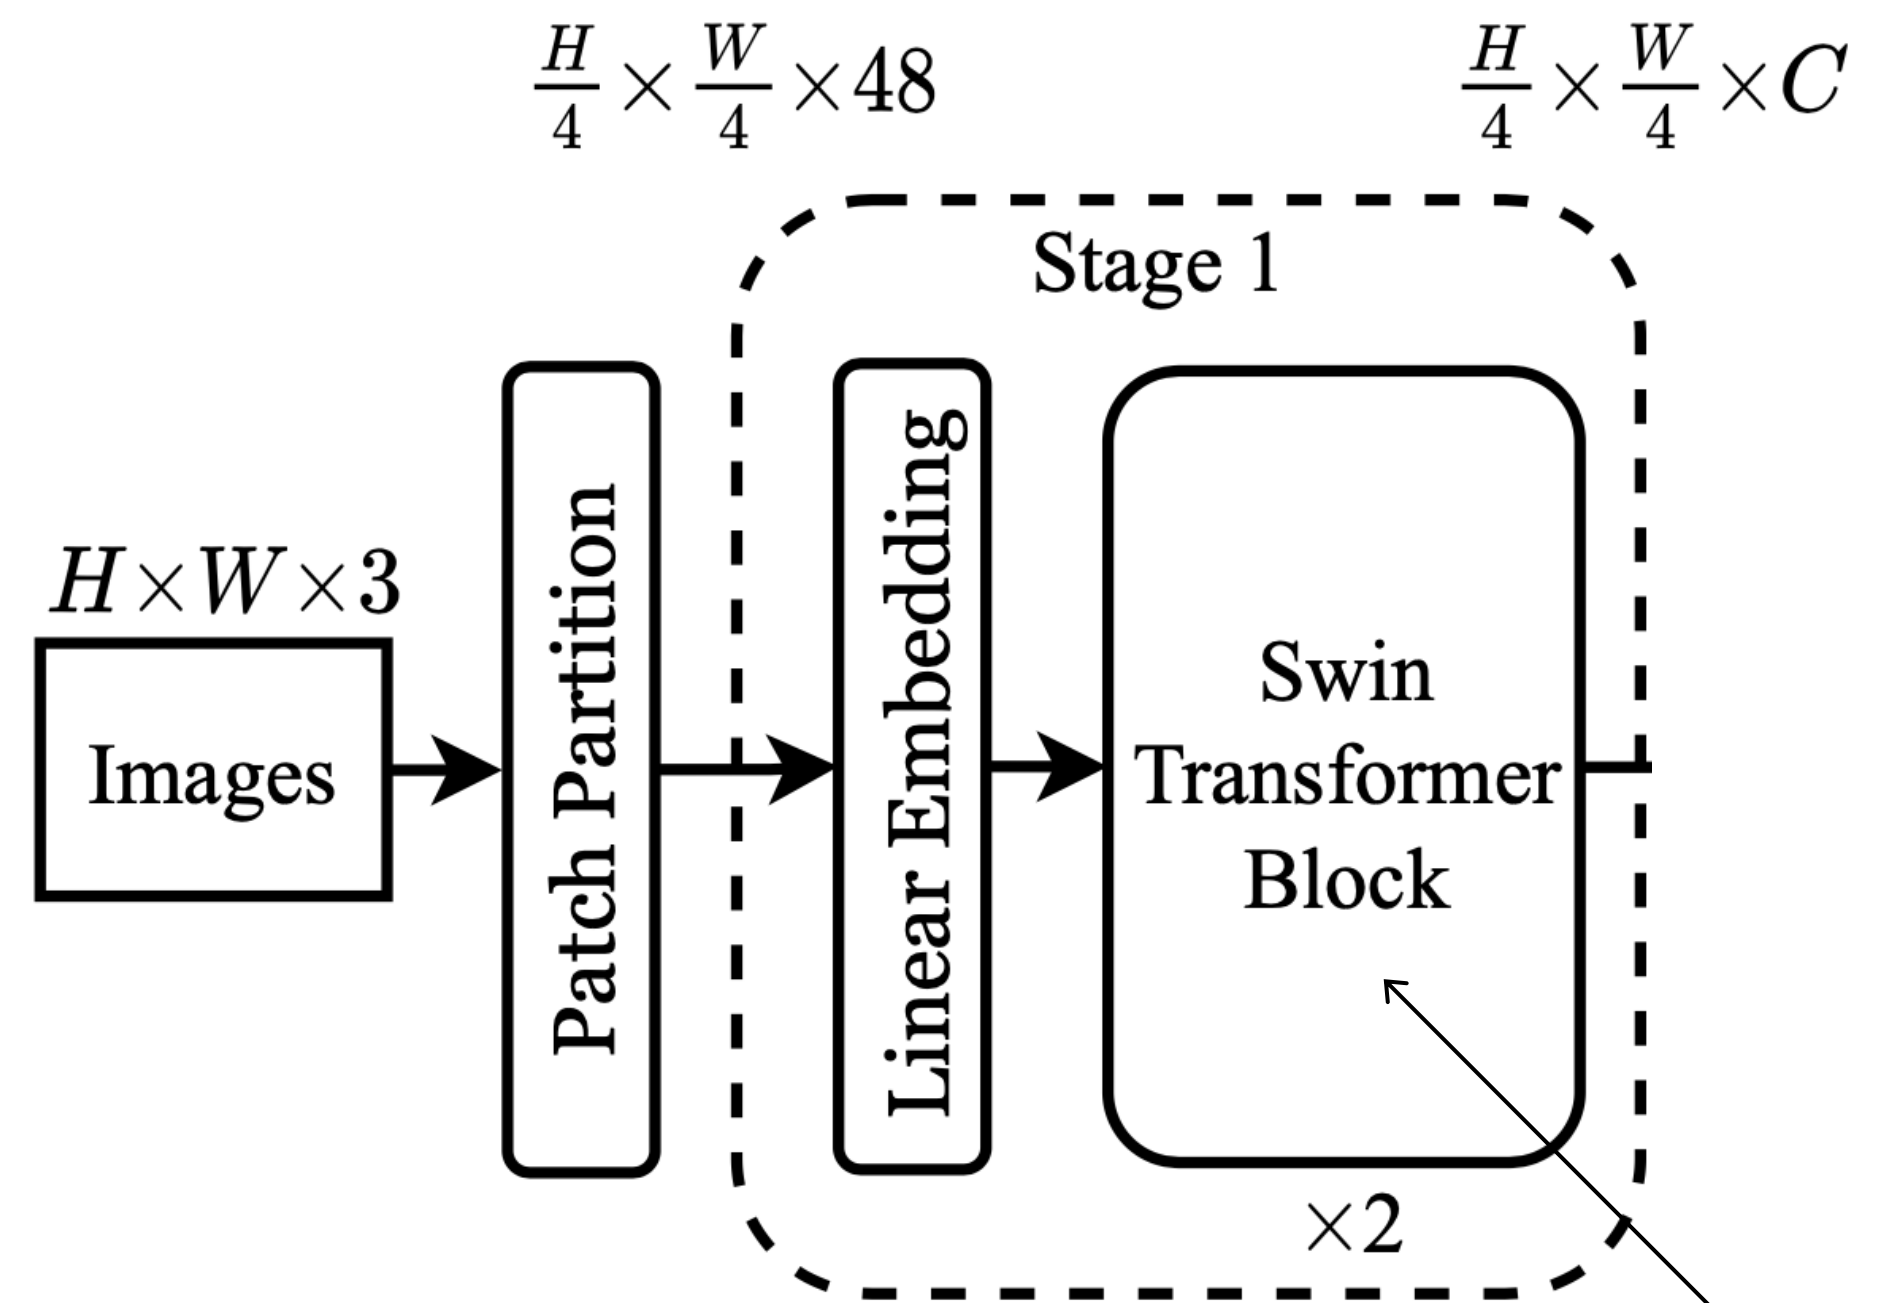 H/4 × W/4 × 48
H/4 × W/4 × C
Stage 1
H × W × 3
Images
Patch Partition
Linear Embedding
Swin
Transformer
Block
×2